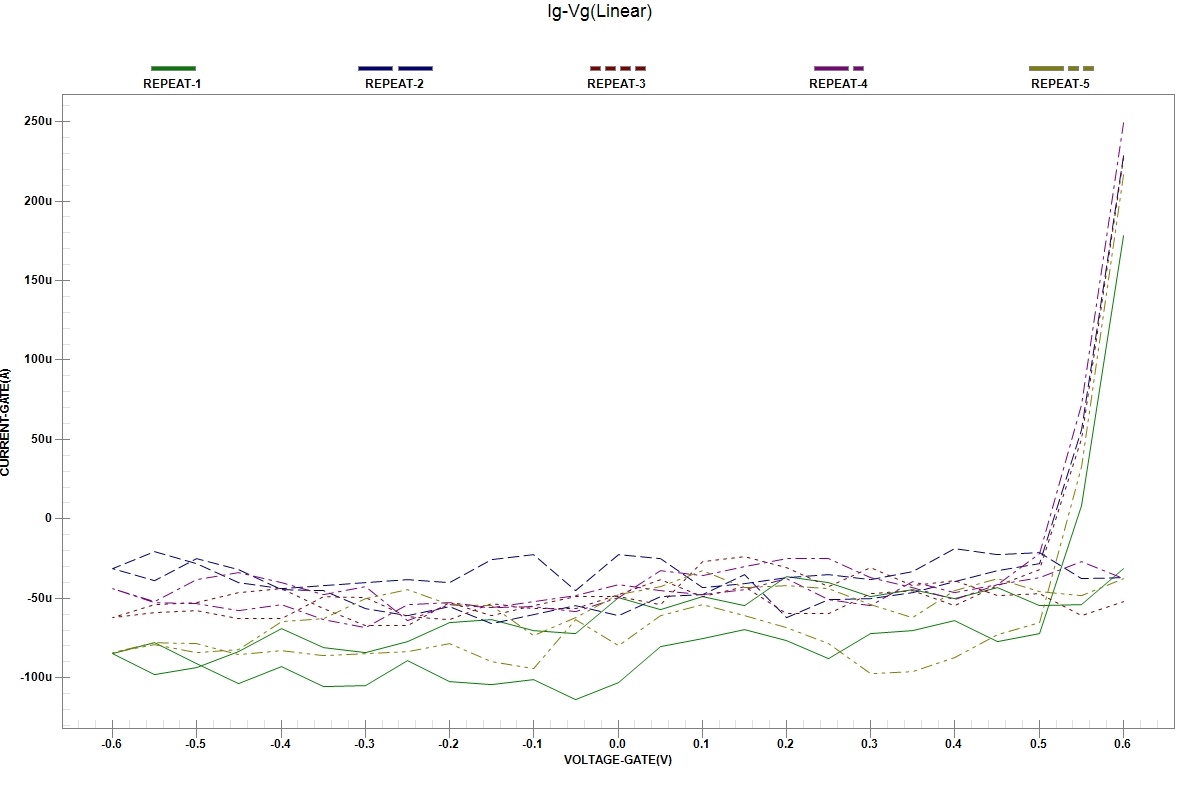 Ig-Vg(Linear)
REPEAT-1 REPEAT-2 REPEAT-3 REPEAT-4 REPEAT-5
250u
200u
150u
100u
50u
0
-50u
-100u
CURRENT-GATE(A)
-0.6 -0.5 -0.4 -0.3 -0.2 -0.1 0.0 0.1 0.2 0.3 0.4 0.5 0.6
VOLTAGE-GATE(V)